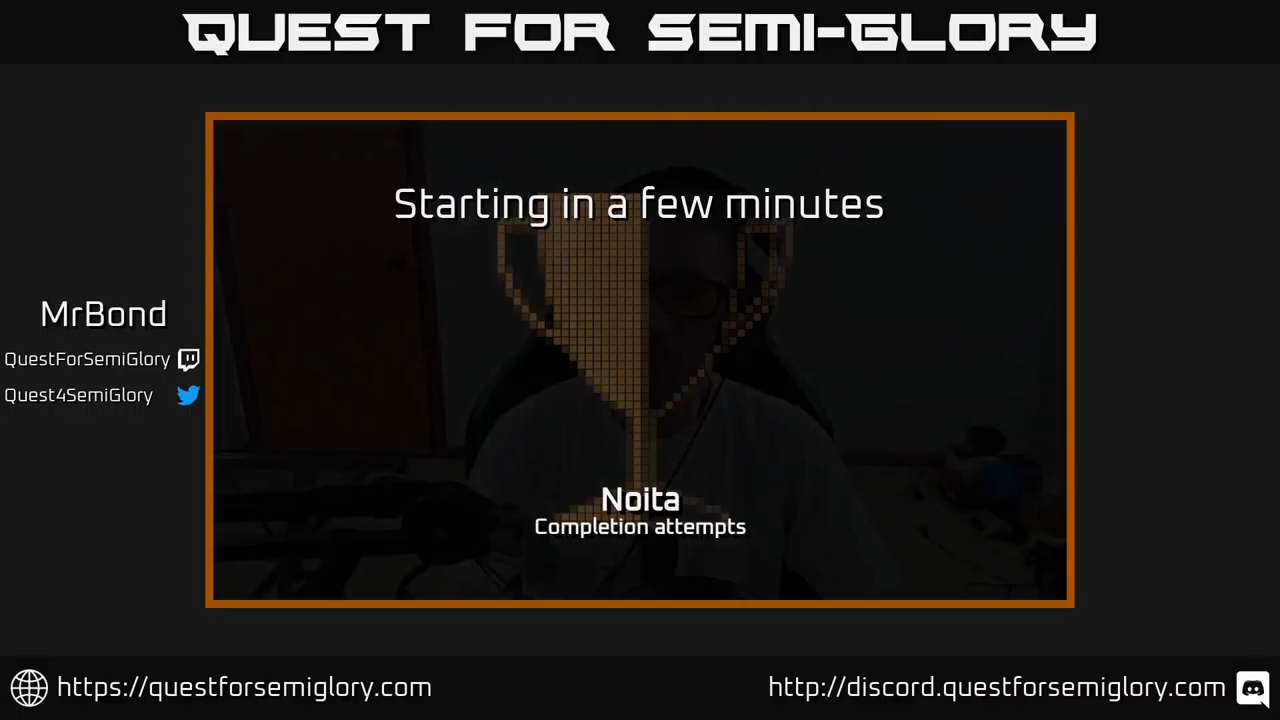 QUEST FOR SEMI-GLORY
Starting in a few minutes
MrBond
QuestForSemiGlory
Quest4SemiGlory
Noita
Completion attempts
https://questforsemiglory.com
http://discord.questforsemiglory.com